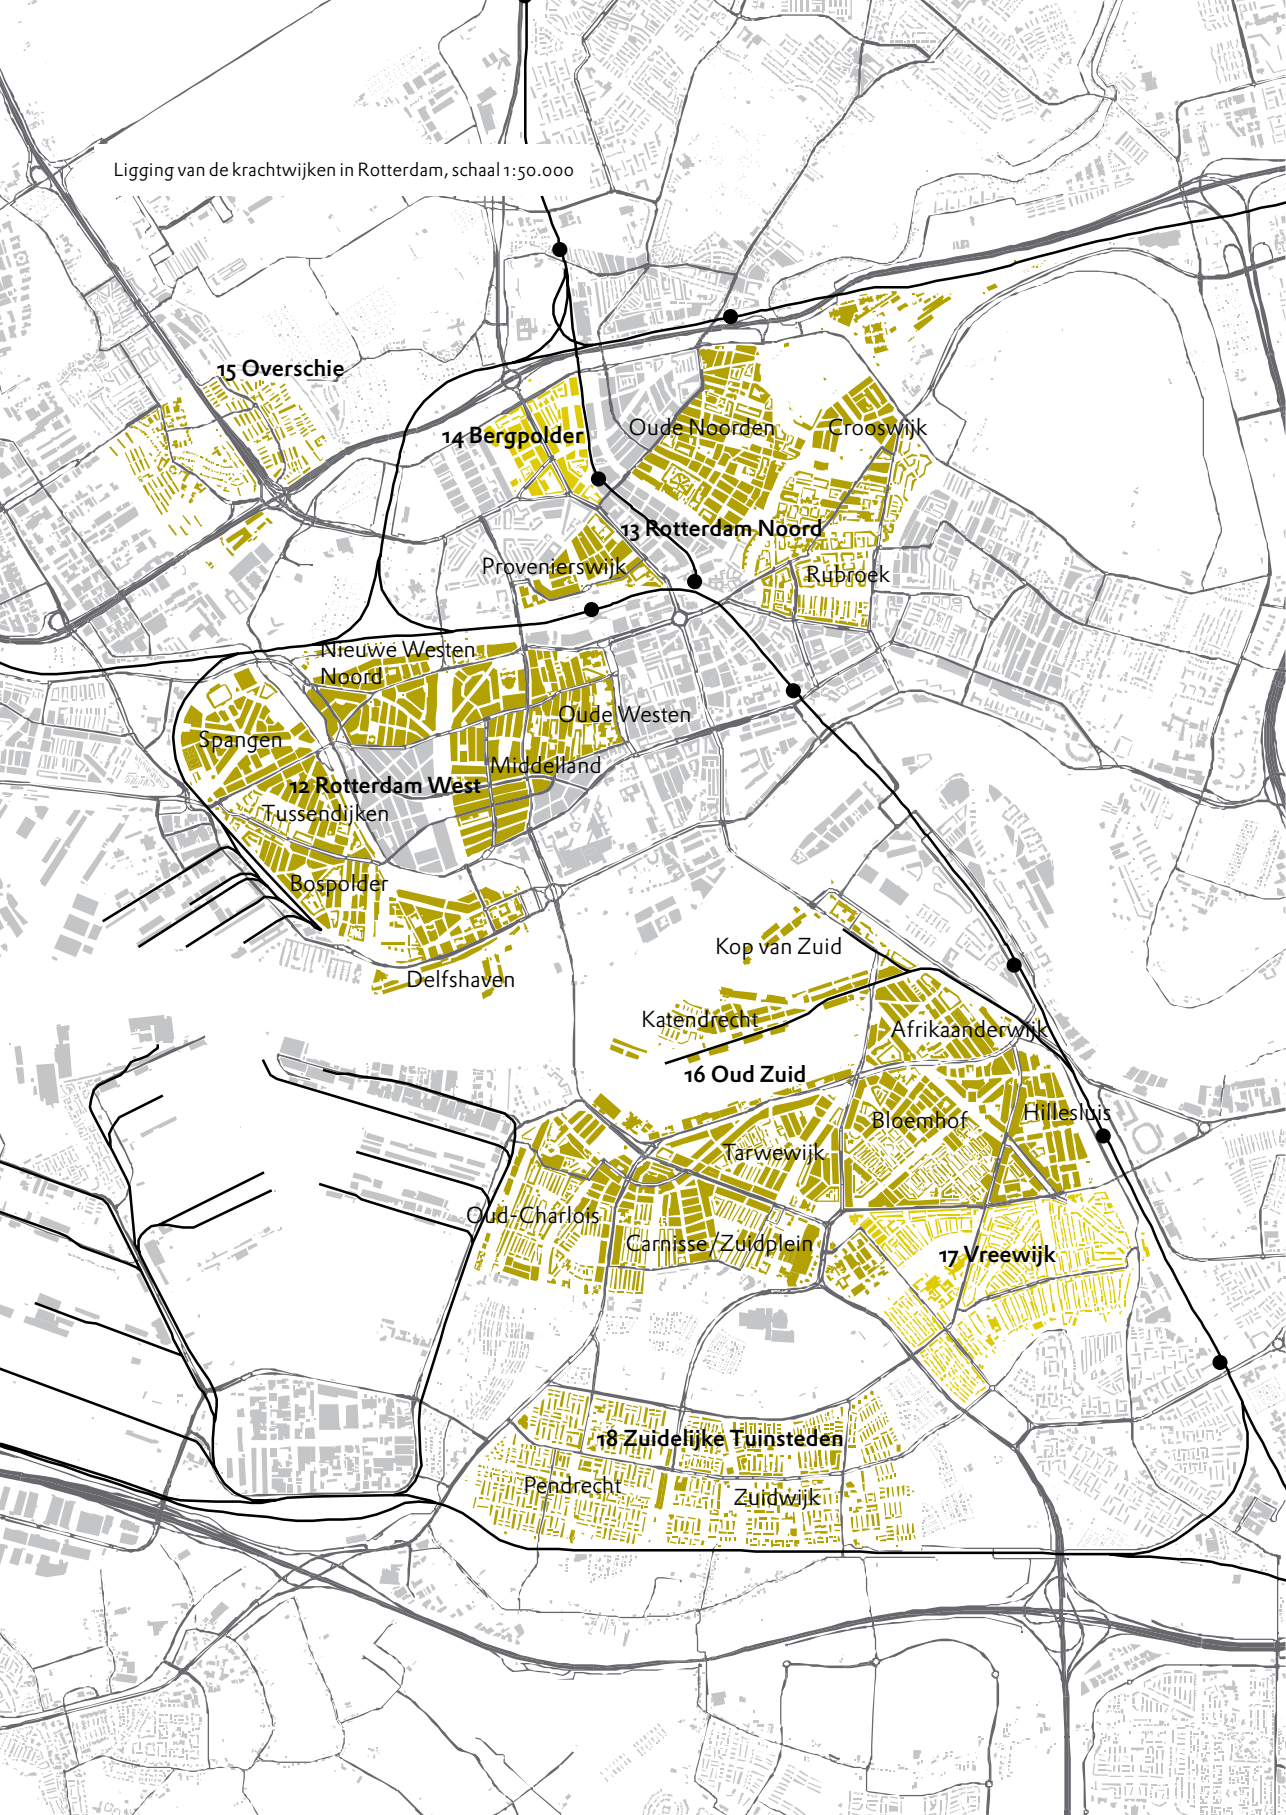 Ligging van de krachtwijken in Rotterdam, schaal 1:50.000
15 Overschie
14 Bergpolder
Oude Noorden
Crooswijk
13 Rotterdam Noord
Provenierswijk
Rubroek
Nieuwe Westen
Noord
Oude Westen
Spangen
Middelland
12 Rotterdam West
Tussendijken
Bospolder
Delfshaven
Kop van Zuid
Katendrecht
Afrikaanderwijk
16 Oud Zuid
Bloemhof
Hillesluis
Tarwewijk
Oud-Charlois
Carnisse/Zuidplein
17 Vreewijk
18 Zuidelijke Tuinsteden
Pendrecht
Zuidwijk